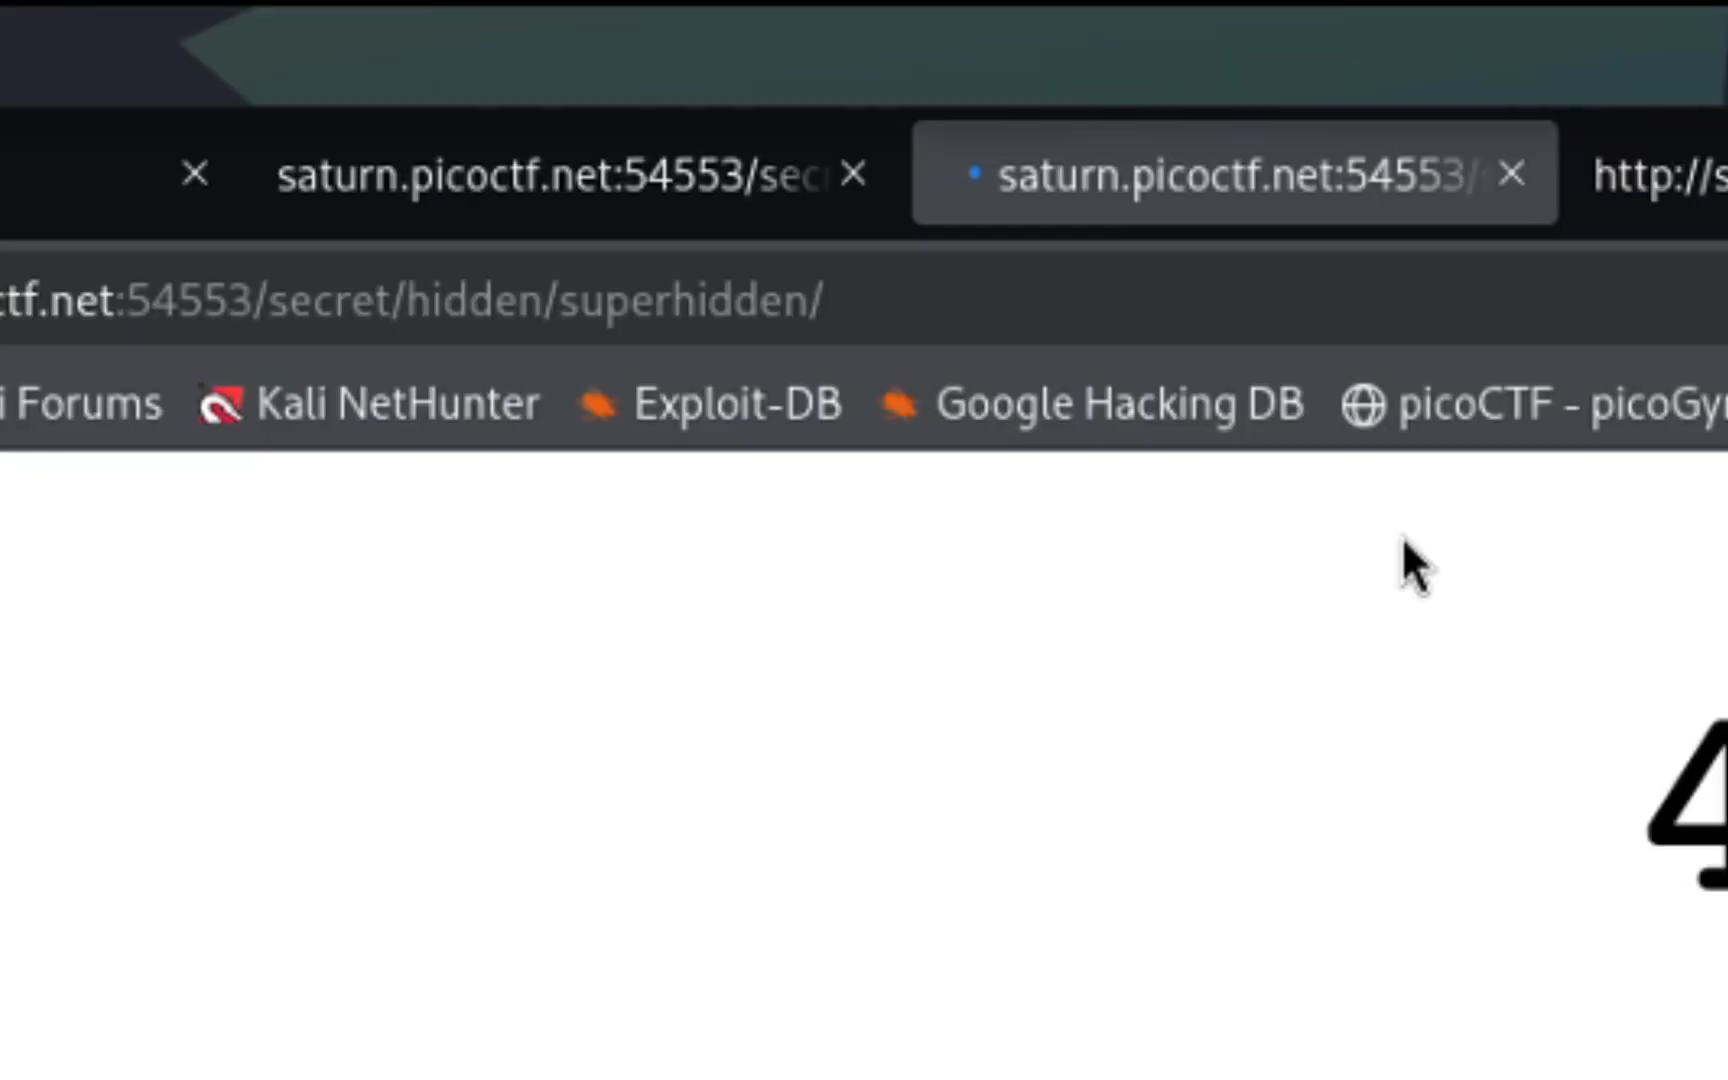 saturn.picoctf.net:54553/sec
saturn.picoctf.net:54553/
http://s
ctf.net:54553/secret/hidden/superhidden/
i Forums Kali NetHunter Exploit-DB Google Hacking DB picoCTF - picoGy
4